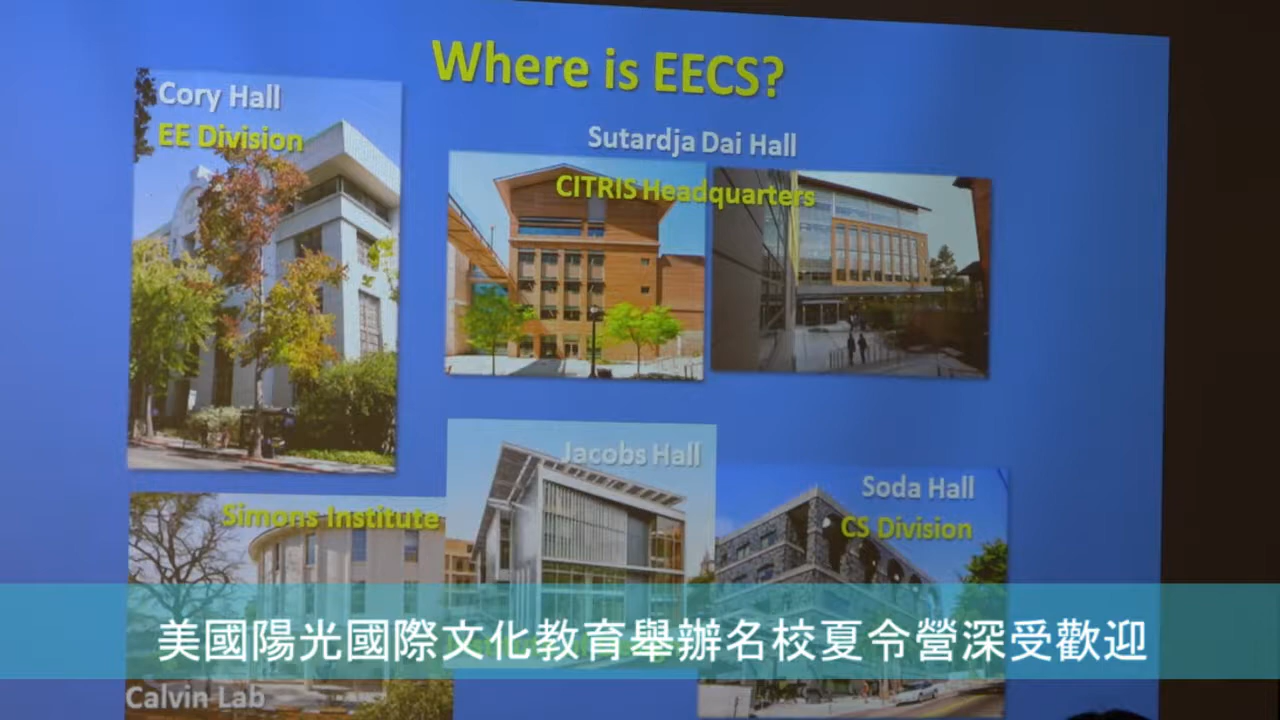 Where is EECS?
Cory Hall
EE Division
Sutardja Dai Hall
CITRIS Headquarters
Jacobs Hall
Soda Hall
CS Division
Simons Institute
美國陽光國際文化教育舉辦名校夏令營深受歡迎
Calvin Lab